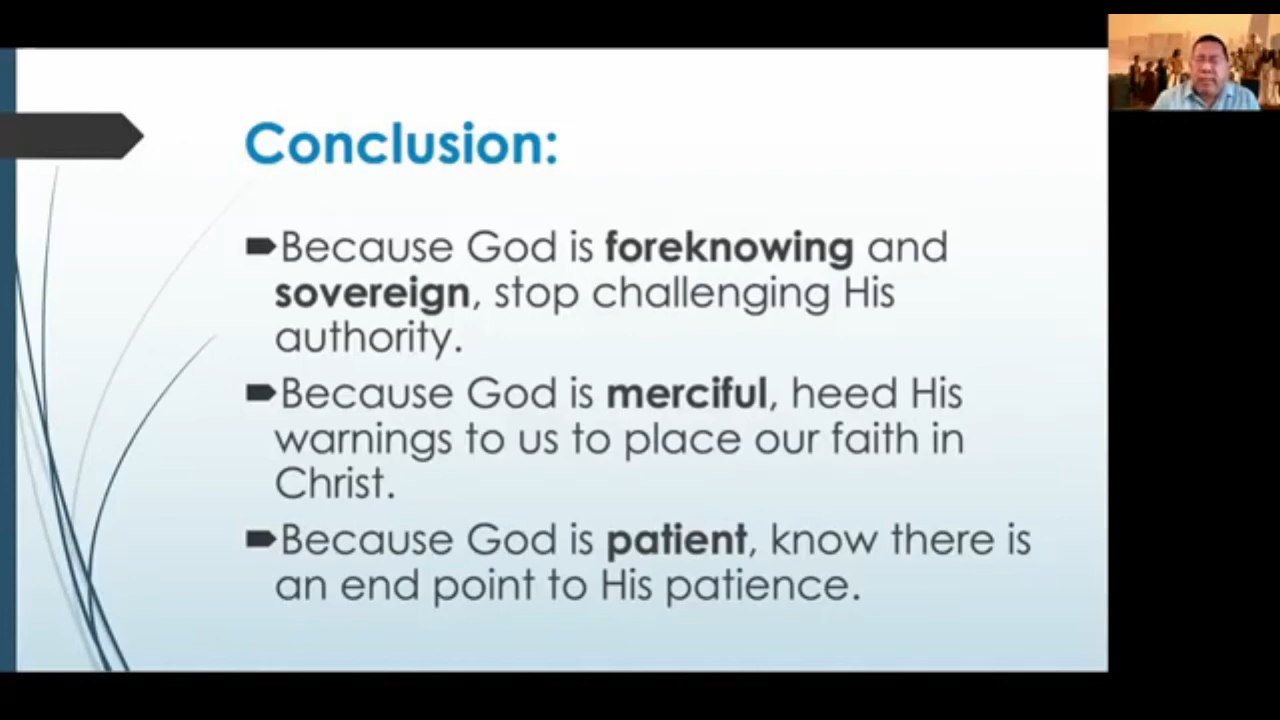 Conclusion:
Because God is foreknowing and
sovereign, stop challenging His
authority.
Because God is merciful, heed His
warnings to us to place our faith in
Christ.
Because God is patient, know there is
an end point to His patience.